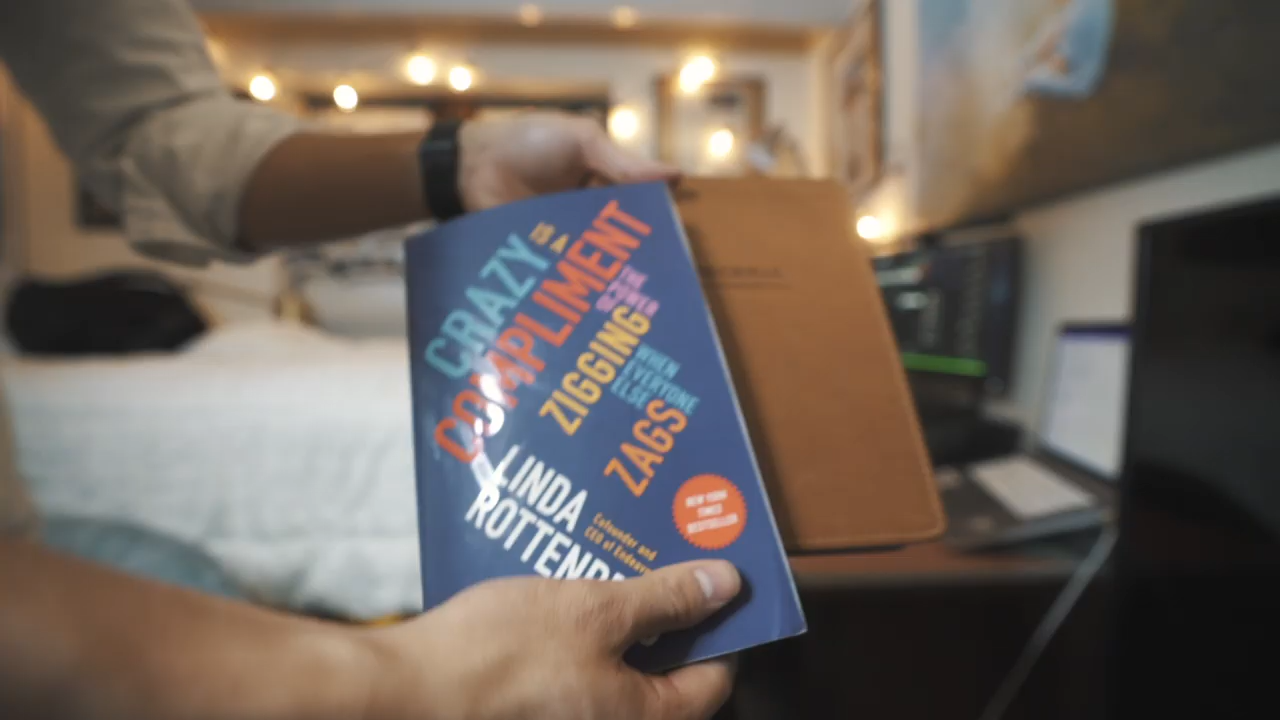 CRAZY
IS A
COMPLIMENT
THE
POWER
ZIGGING
WHEN
EVERYONE
ELSE
ZAGS
LINDA
ROTTENB
Cofounder and
CEO of Endeavor
NEW YORK
TIMES
BESTSELLER